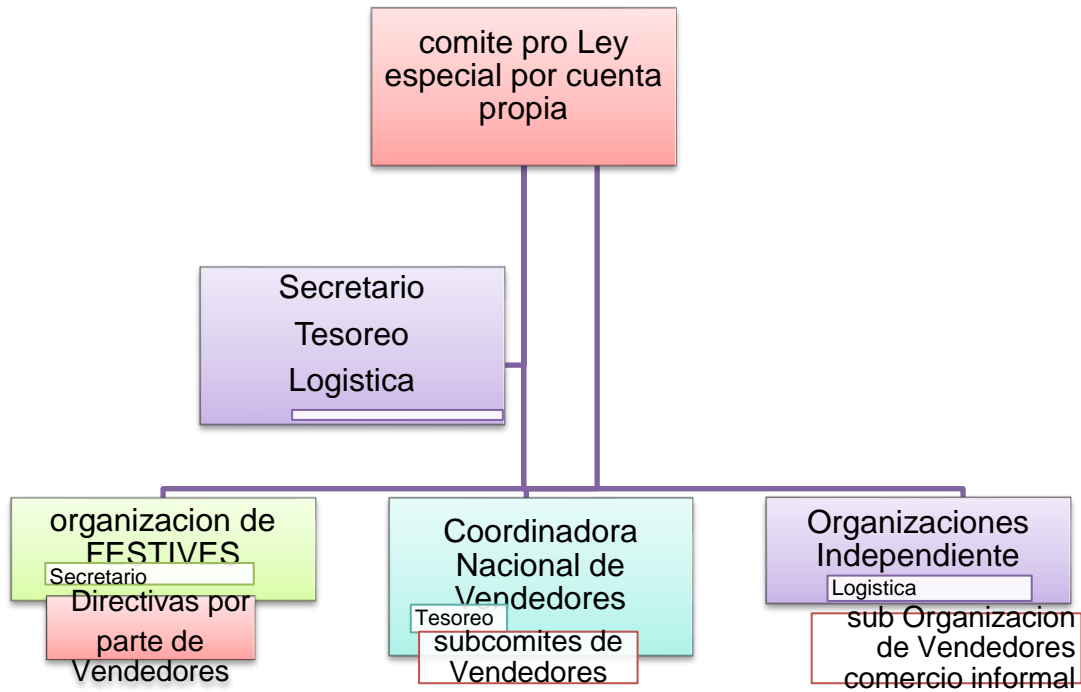 comite pro Ley
especial por cuenta
propia
Secretario
Tesoreo
Logistica
organizacion de
FESTIVES
Secretario
Directivas por
parte de
Vendedores
Coordinadora
Nacional de
Vendedores
Tesoreo
subcomites de
Vendedores
Organizaciones
Independiente
Logistica
sub Organizacion
de Vendedores
comercio informal